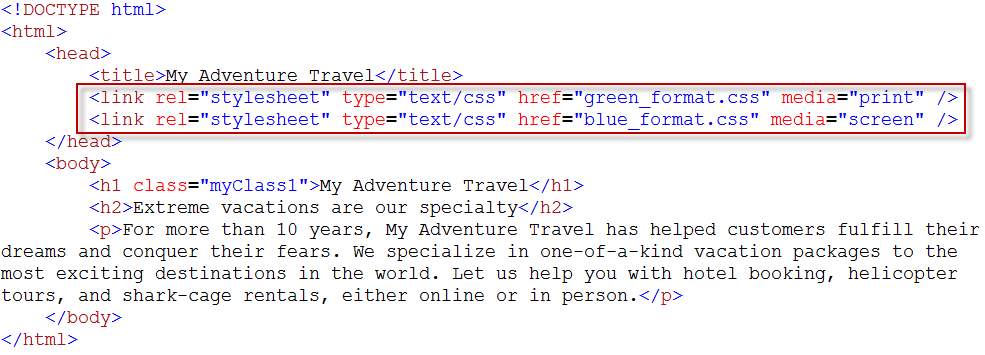 <!DOCTYPE html>
<html>
<head>
<title>My Adventure Travel</title>
<link rel="stylesheet" type="text/css" href="green_format.css" media="print" />
<link rel="stylesheet" type="text/css" href="blue_format.css" media="screen" />
</head>
<body>
<h1 class="myClass1">My Adventure Travel</h1>
<h2>Extreme vacations are our specialty</h2>
<p>For more than 10 years, My Adventure Travel has helped customers fulfill their
dreams and conquer their fears. We specialize in one-of-a-kind vacation packages to the
most exciting destinations in the world. Let us help you with hotel booking, helicopter
tours, and shark-cage rentals, either online or in person.</p>
</body>
</html>